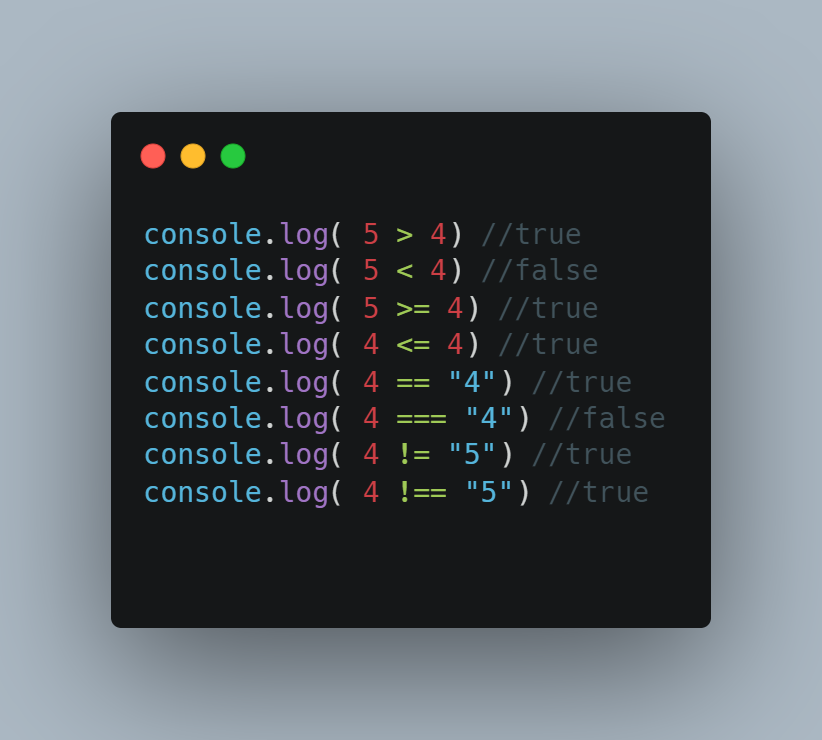 console.log( 5 > 4) //true
console.log( 5 < 4) //false
console.log( 5 >= 4) //true
console.log( 4 <= 4) //true
console.log( 4 == "4") //true
console.log( 4 === "4") //false
console.log( 4 != "5") //true
console.log( 4 !== "5") //true